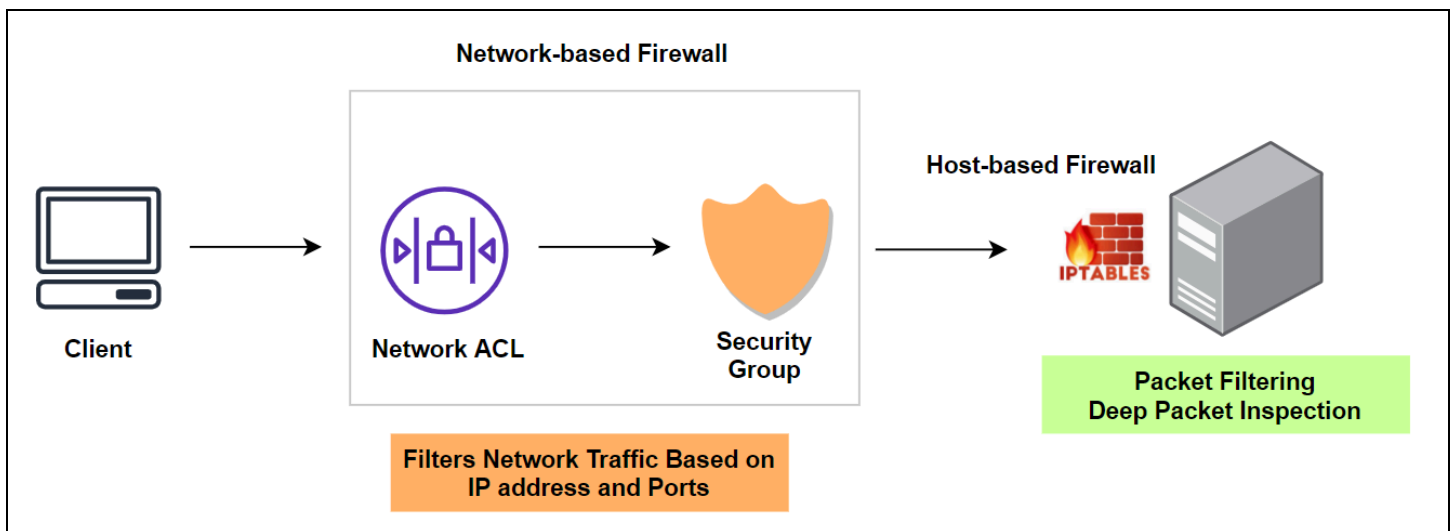 Network-based Firewall
Host-based Firewall
IPTABLES
Client
Network ACL
Security
Group
Packet Filtering
Deep Packet Inspection
Filters Network Traffic Based on
IP address and Ports